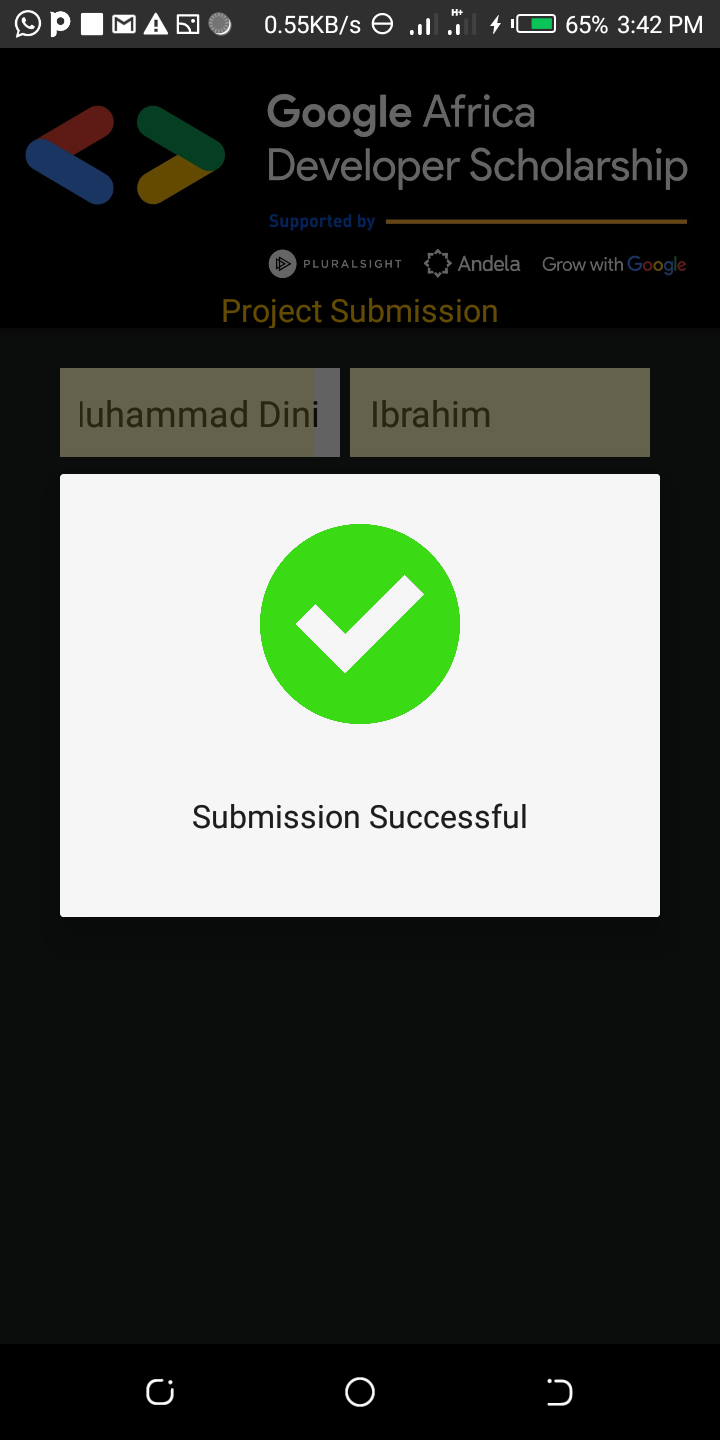 0.55KB/s H+ 65% 3:42 PM
Google Africa
Developer Scholarship
Supported by
PLURALSIGHT Andela Grow with Google
Project Submission
uhammad Dini Ibrahim
Submission Successful